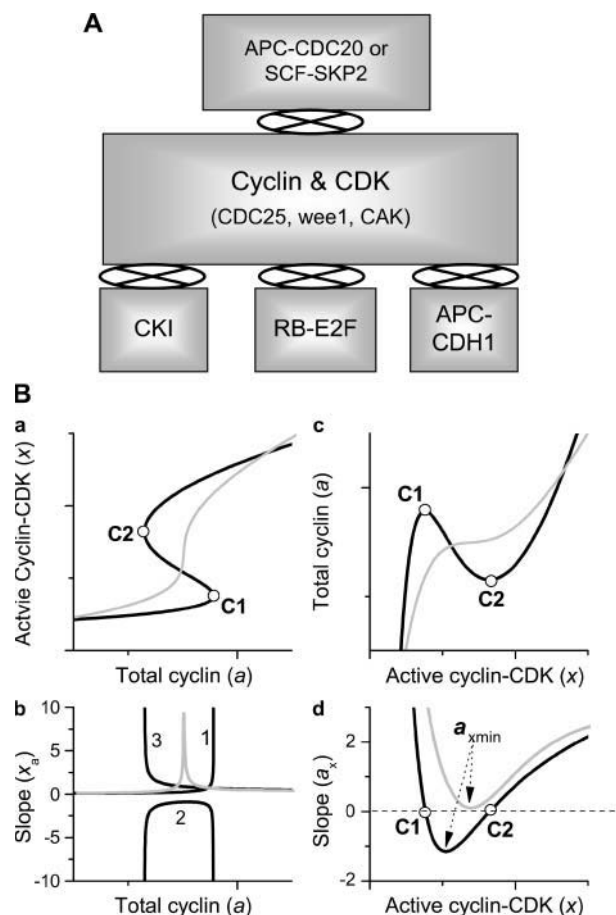 A
APC-CDC20 or
SCF-SKP2
Cyclin & CDK
(CDC25, wee1, CAK)
CKI
RB-E2F
APC-
CDH1
B
a
Actvie Cyclin-CDK (x)
C2
C1
Total cyclin (a)
c
Total cyclin (a)
C1
C2
Active cyclin-CDK (x)
b
Slope (xa)
10
5
0
-5
-10
3
1
2
Total cyclin (a)
d
Slope (ax)
2
0
-2
axmin
C1
C2
Active cyclin-CDK (x)